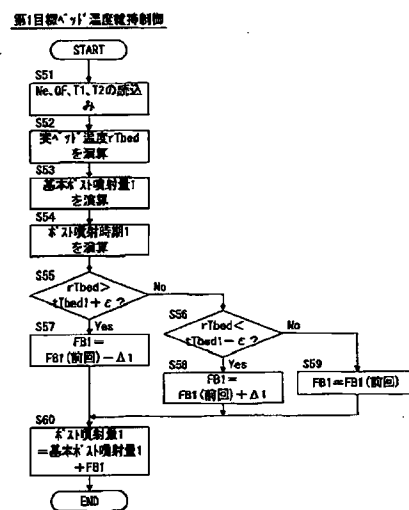 第1目標ベッド温度維持制御
START
S51
Ne、QF、T1、T2の読込
み
S52
実ベッド温度rTbed
を演算
S53
基本ポスト噴射量1
を演算
S54
ポスト噴射時期1
を演算
S55
rTbed>
tTbed1+ε?
No
Yes
S56
rTbed<
tTbed1-ε?
No
Yes
S57
FB1=
FB1(前回)-Δ1
S58
FB1=
FB1(前回)+Δ1
S59
FB1=FB1(前回)
S60
ポスト噴射量1
=基本ポスト噴射量1
+FB1
END